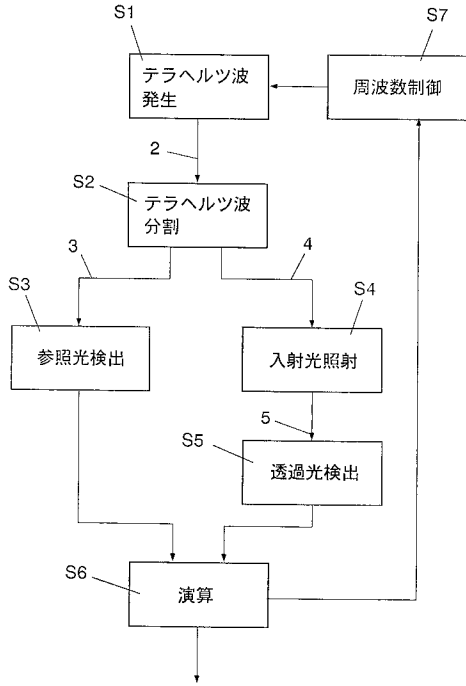 S1
S7
テラヘルツ波
発生
周波数制御
2
S2
テラヘルツ波
分割
3
4
S3
S4
参照光検出
入射光照射
5
S5
透過光検出
S6
演算